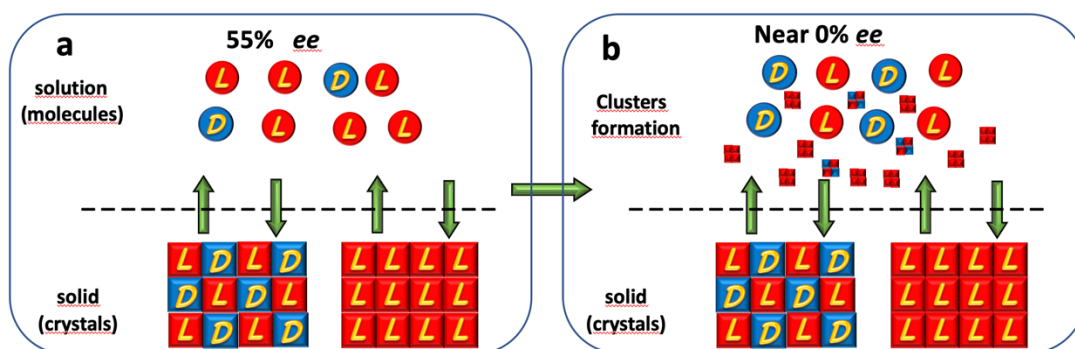 a
55% ee
solution
(molecules)
L L D L
D L L L
L D L D L L L L
solid
(crystals)
D L D L L L L L
L D L D L L L L
b
Near 0% ee
Clusters
formation
D L D L
D L D L
L D L D L L L L
solid
(crystals)
D L D L L L L L
L D L D L L L L